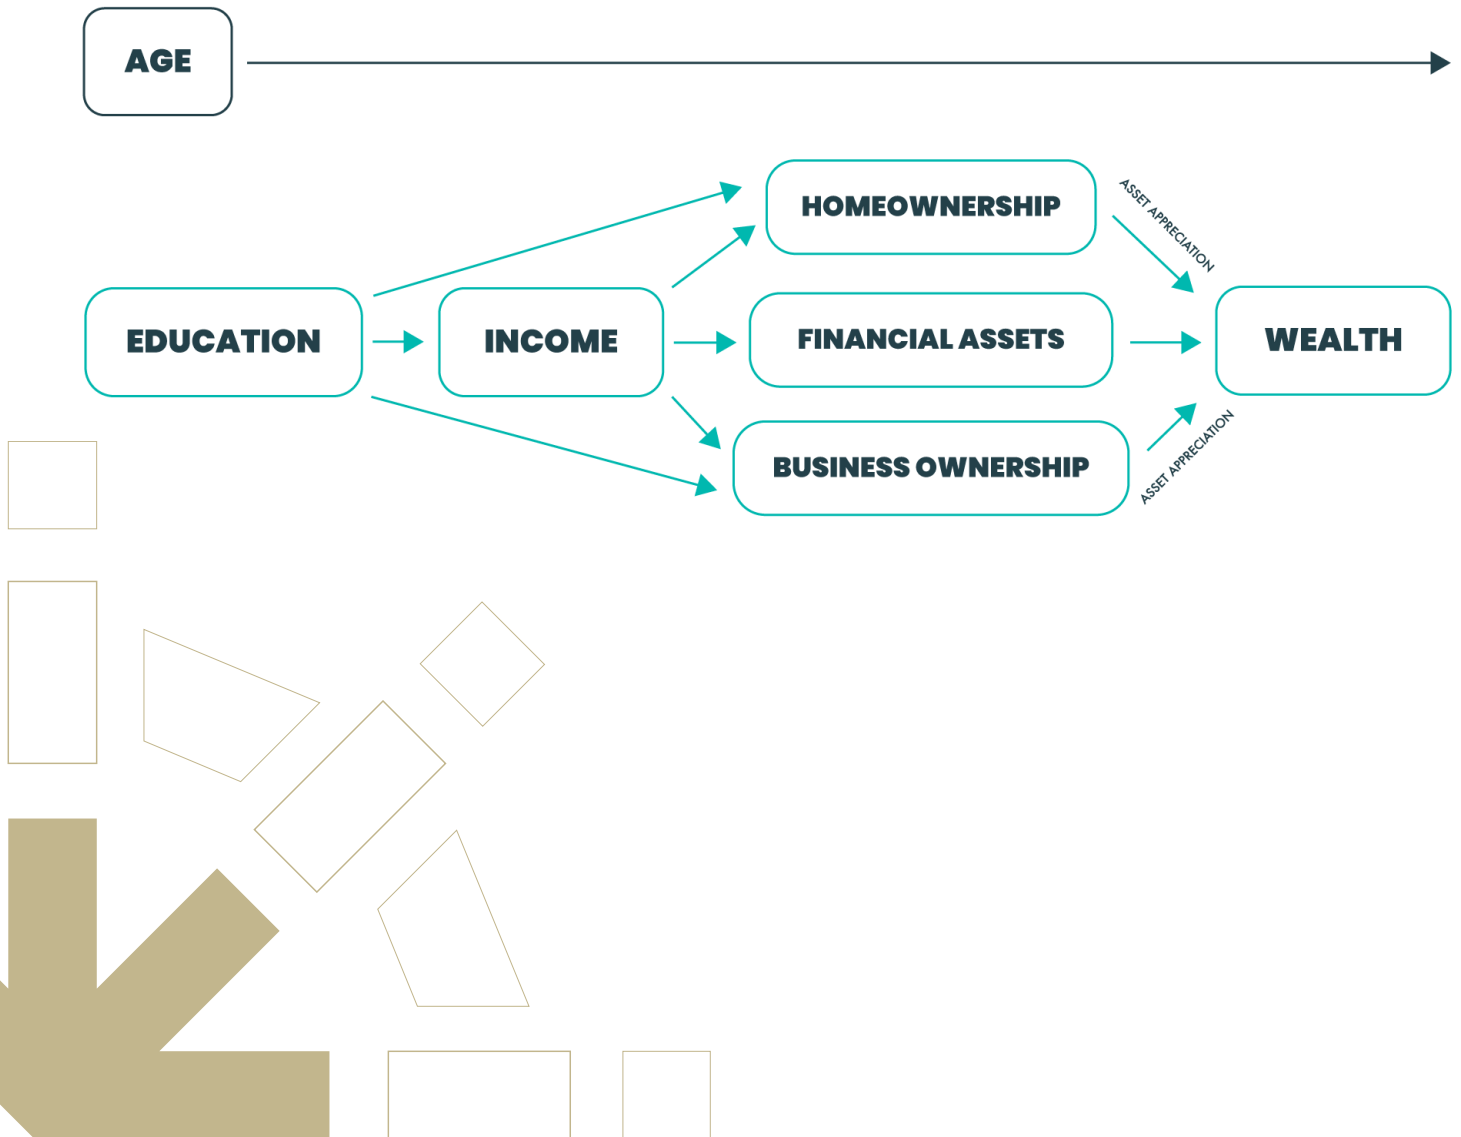 AGE
HOMEOWNERSHIP
ASSET APPRECIATION
EDUCATION
INCOME
FINANCIAL ASSETS
WEALTH
BUSINESS OWNERSHIP
ASSET APPRECIATION